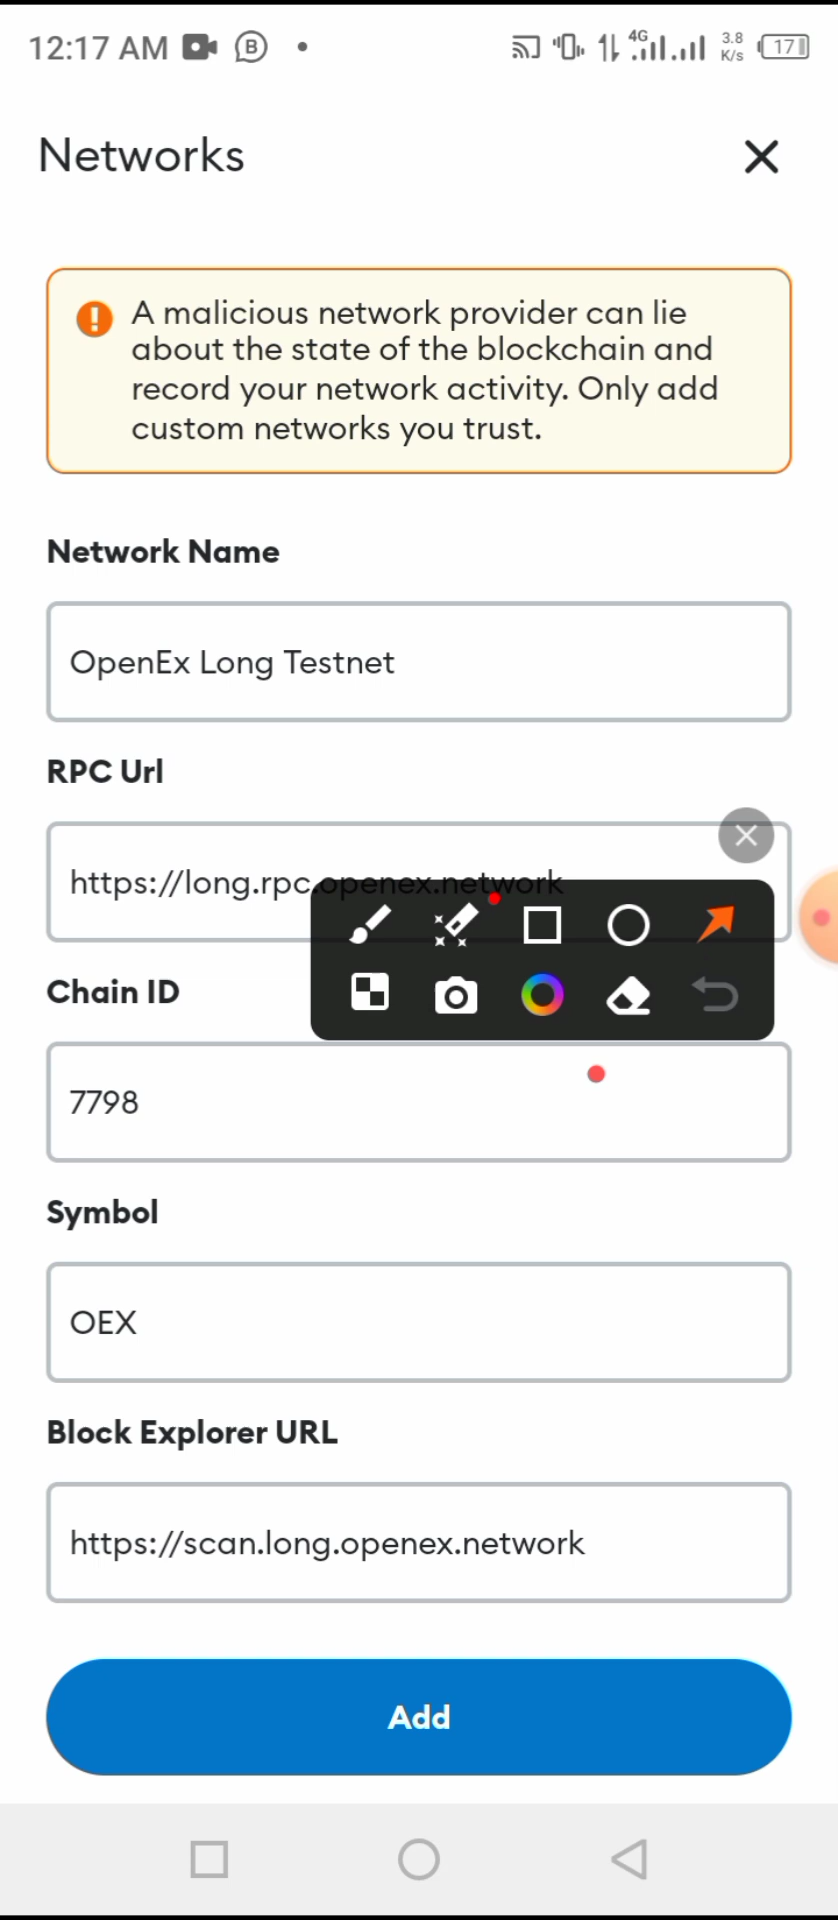 12:17 AM B 4G 3.8 K/s 17
Networks
A malicious network provider can lie
about the state of the blockchain and
record your network activity. Only add
custom networks you trust.
Network Name
OpenEx Long Testnet
RPC Url
https://long.rpc.openex.network
Chain ID
7798
Symbol
OEX
Block Explorer URL
https://scan.long.openex.network
Add